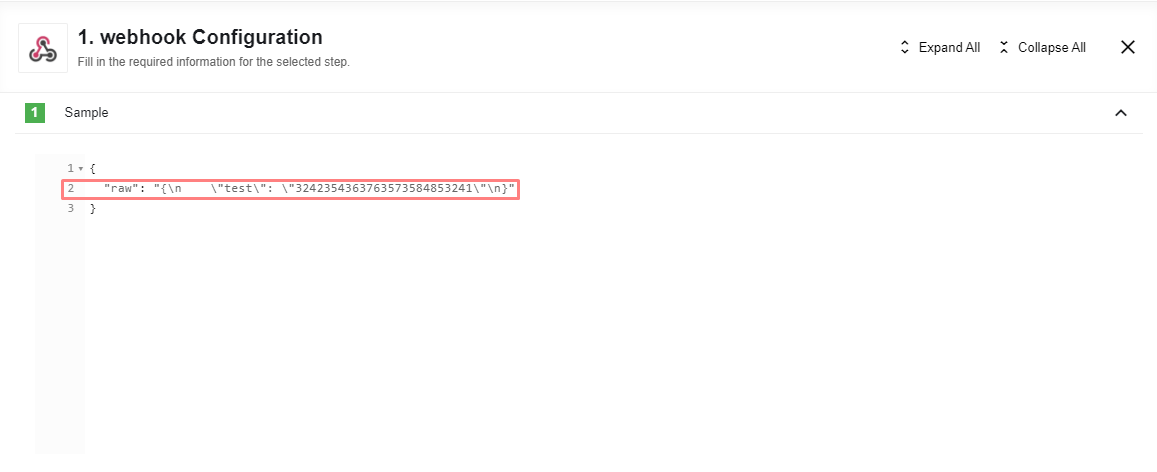 1. webhook Configuration
Fill in the required information for the selected step.
Expand All
Collapse All
1 Sample
1 {
2 "raw": "{\n    \"test\": \"3242354363763573584853241\"\n}"
3 }